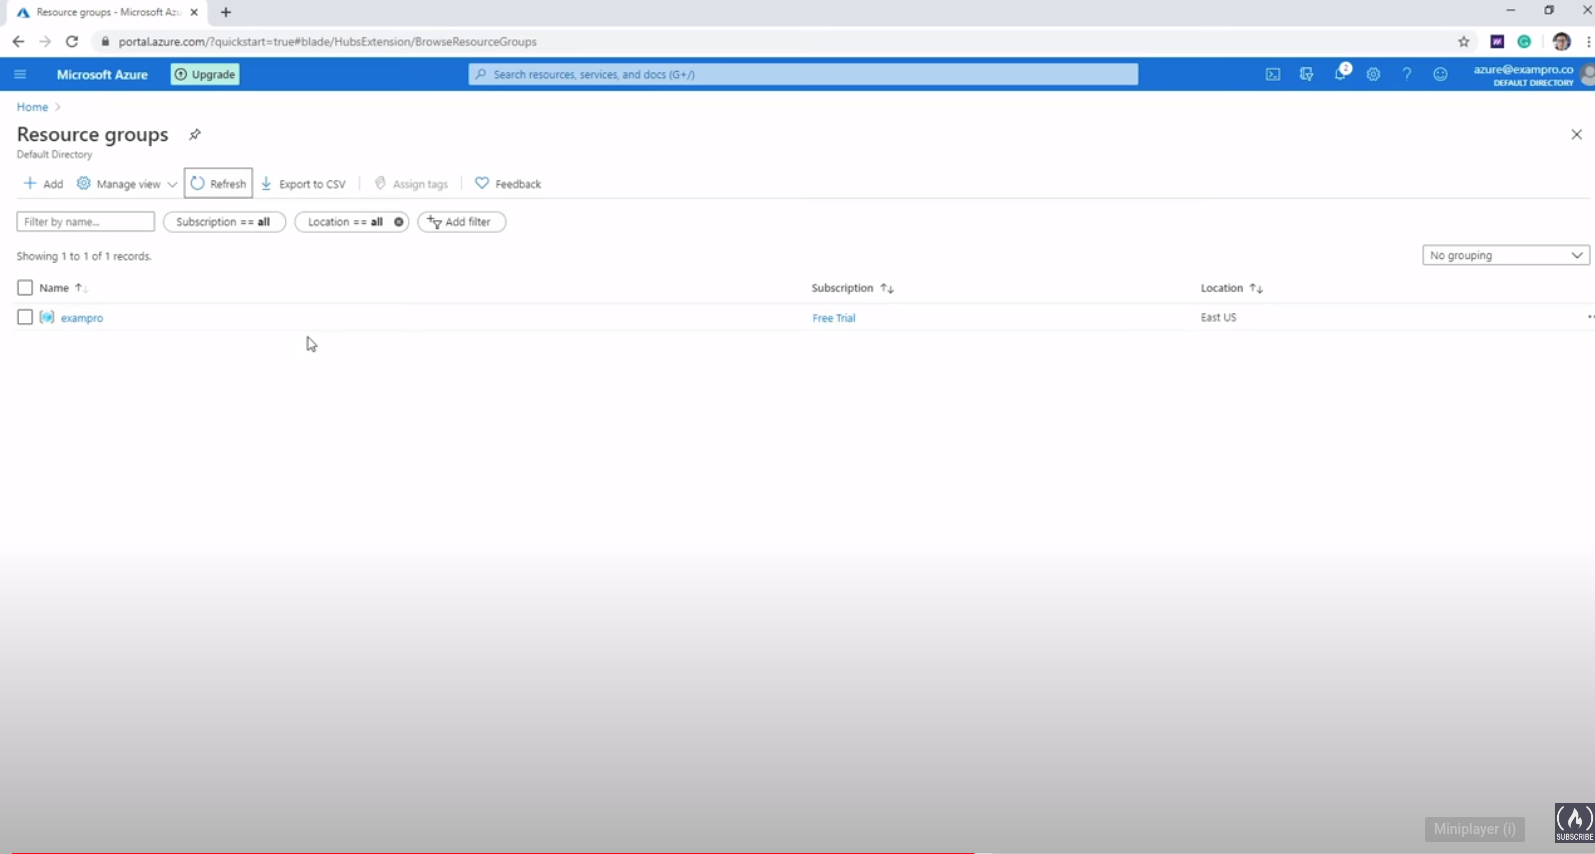 Resource groups - Microsoft Azu
portal.azure.com/?quickstart=true#blade/HubsExtension/BrowseResourceGroups
Microsoft Azure
Upgrade
Search resources, services, and docs (G+/)
2
azure@exampro.co
DEFAULT DIRECTORY
Home
Resource groups
Default Directory
Add
Manage view
Refresh
Export to CSV
Assign tags
Feedback
Filter by name...
Subscription == all
Location == all
Add filter
Showing 1 to 1 of 1 records.
No grouping
Name
Subscription
Location
exampro
Free Trial
East US
Miniplayer (i)
SUBSCRIBE